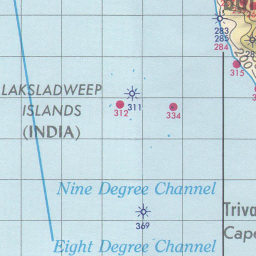 283
285
284
315
200
LAKSLADWEEP
ISLANDS
(INDIA)
311
312
334
Nine Degree Channel
Triva
369
Cape
Eight Degree Channel